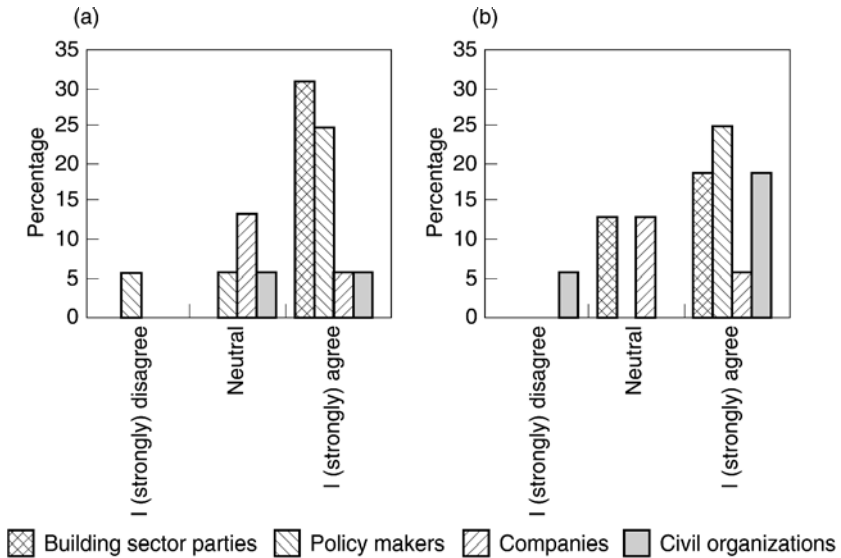 (a)
Percentage
35
30
25
20
15
10
5
0
I (strongly) disagree
Neutral
I (strongly) agree
(b)
Percentage
35
30
25
20
15
10
5
0
I (strongly) disagree
Neutral
I (strongly) agree
Building sector parties Policy makers Companies Civil organizations